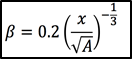 β = 0.2 (x/√A)^(-1/3)